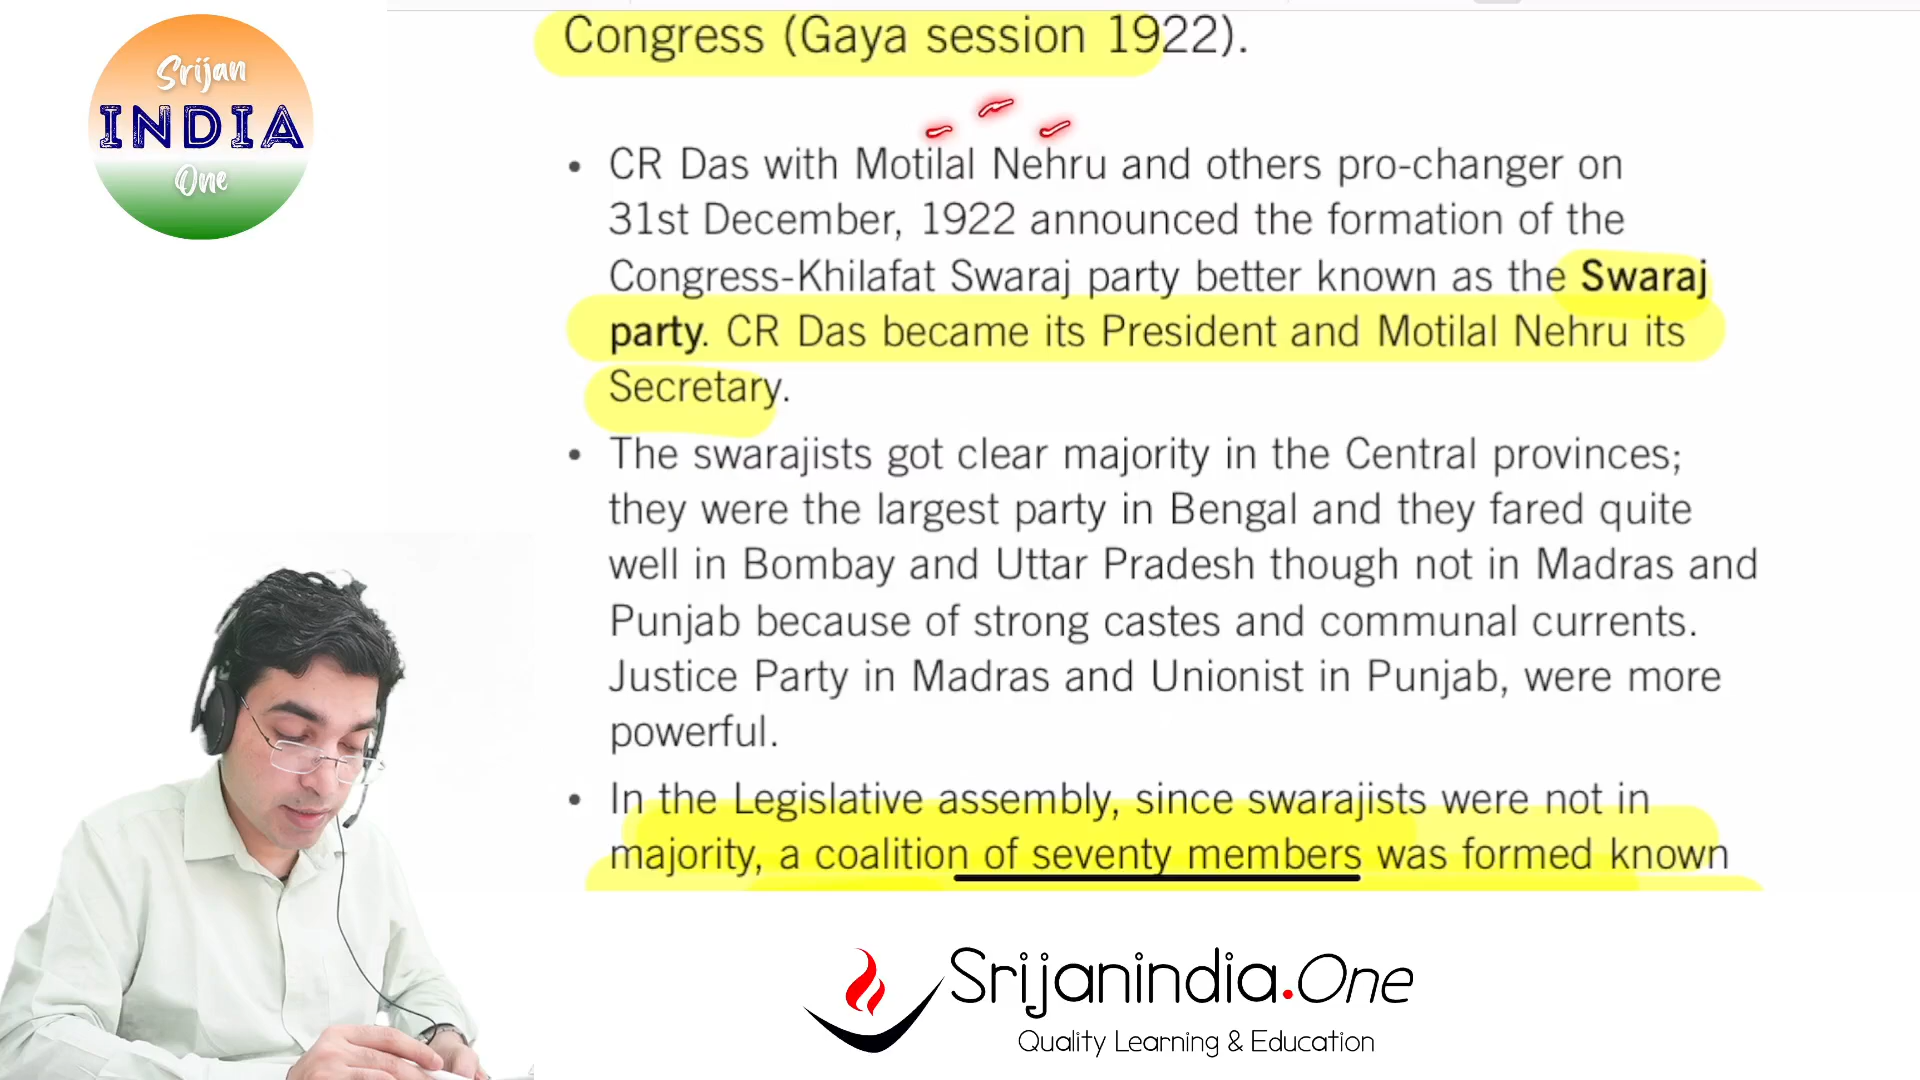 Srijan
INDIA
One
Congress (Gaya session 1922).
• CR Das with Motilal Nehru and others pro-changer on
31st December, 1922 announced the formation of the
Congress-Khilafat Swaraj party better known as the Swaraj
party. CR Das became its President and Motilal Nehru its
Secretary.
• The swarajists got clear majority in the Central provinces;
they were the largest party in Bengal and they fared quite
well in Bombay and Uttar Pradesh though not in Madras and
Punjab because of strong castes and communal currents.
Justice Party in Madras and Unionist in Punjab, were more
powerful.
• In the Legislative assembly, since swarajists were not in
majority, a coalition of seventy members was formed known
Srijanindia.One
Quality Learning & Education